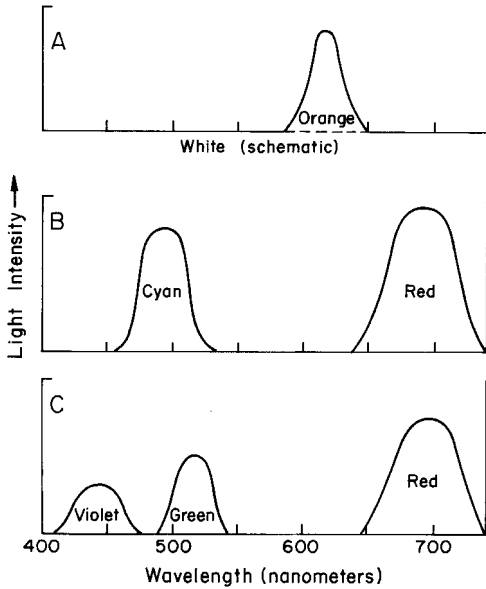 A
Orange
White (schematic)
Light Intensity
B
Cyan
Red
C
Violet
Green
Red
400
500
600
700
Wavelength (nanometers)